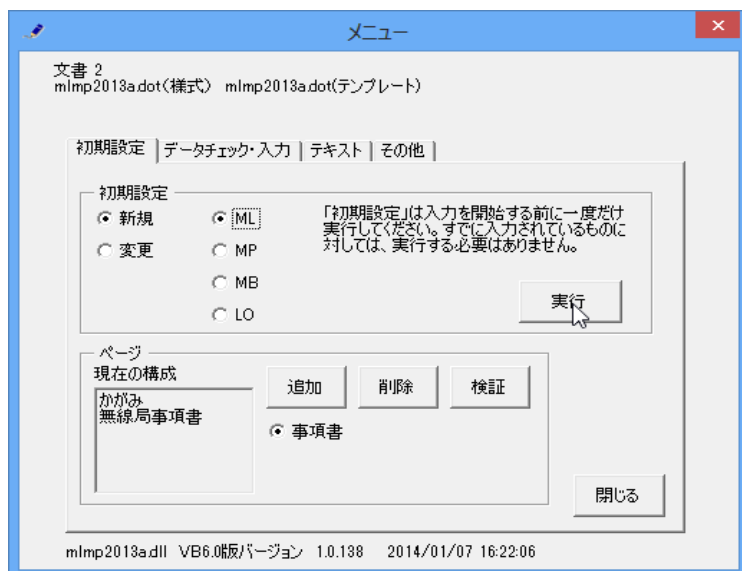 メニュー
文書 2
mlmp2013a.dot(様式) mlmp2013a.dot(テンプレート)
初期設定 データチェック・入力 テキスト その他
初期設定
新規 ML
変更 MP
MB
LO
「初期設定」は入力を開始する前に一度だけ
実行してください。すでに入力されているものに
対しては、実行する必要はありません。
実行
ページ
現在の構成
かがみ
無線局事項書
追加 削除 検証
事項書
閉じる
mlmp2013a.dll VB6.0版バージョン 1.0.138 2014/01/07 16:22:06